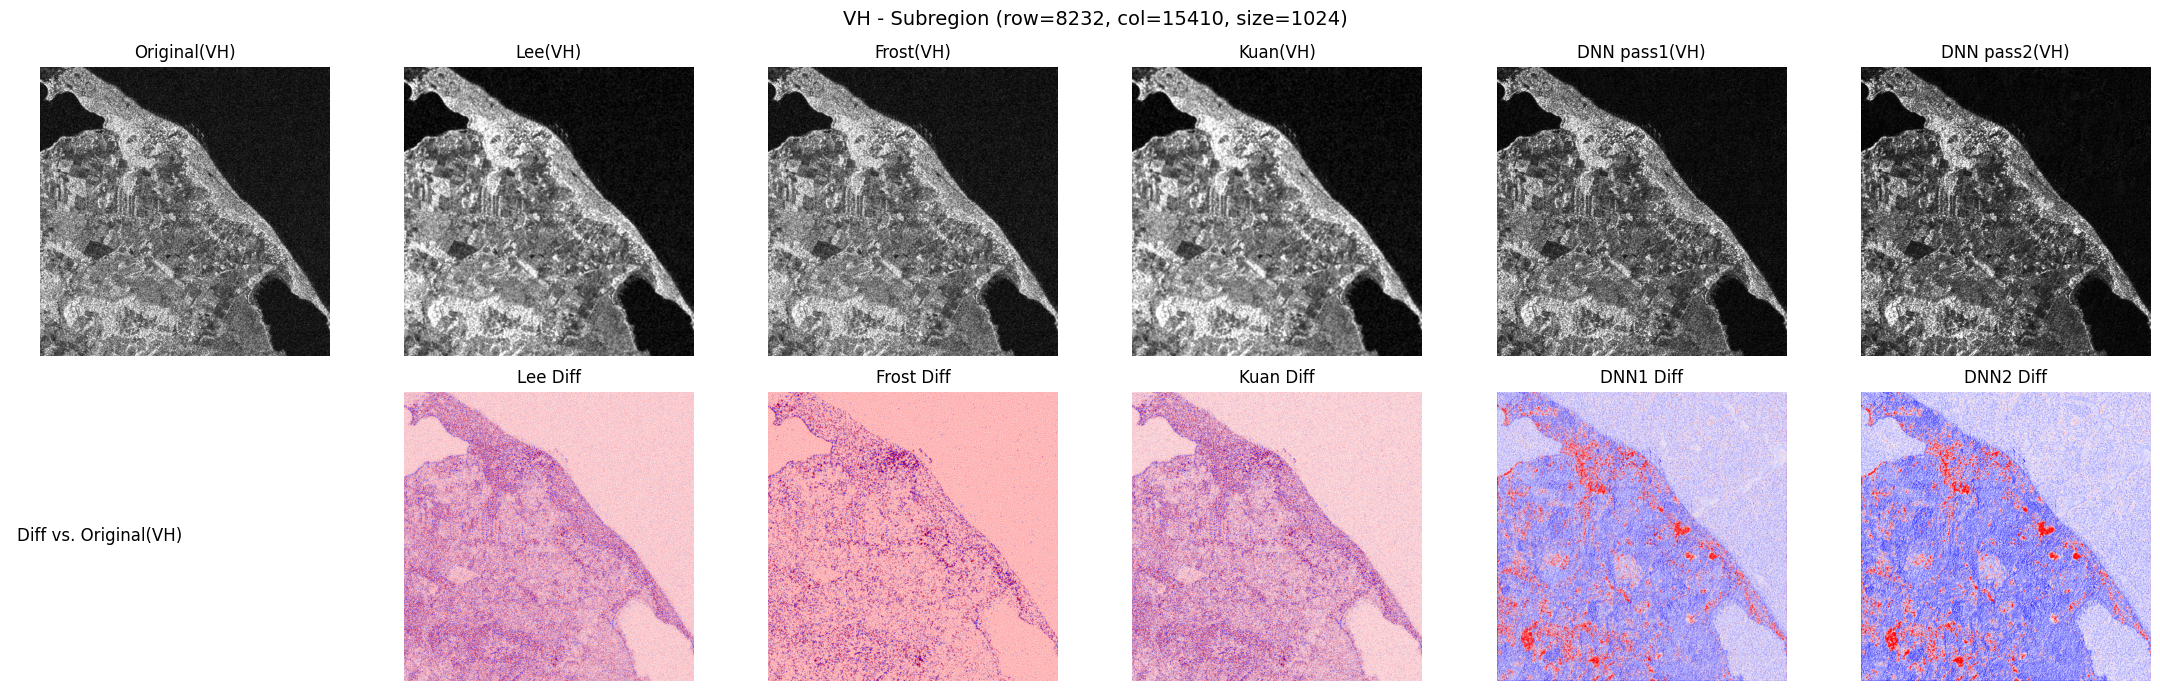 VH - Subregion (row=8232, col=15410, size=1024)
Original(VH)
Lee(VH)
Frost(VH)
Kuan(VH)
DNN pass1(VH)
DNN pass2(VH)
Lee Diff
Frost Diff
Kuan Diff
DNN1 Diff
DNN2 Diff
Diff vs. Original(VH)